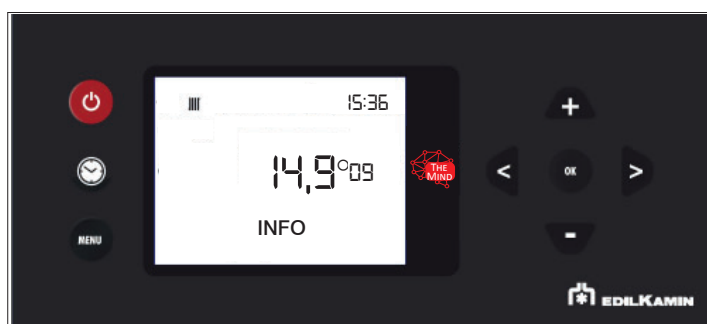 15:36
14,9°09
INFO
THE
MIND
MENU
+
<
OK
>
-
EDILKAMIN